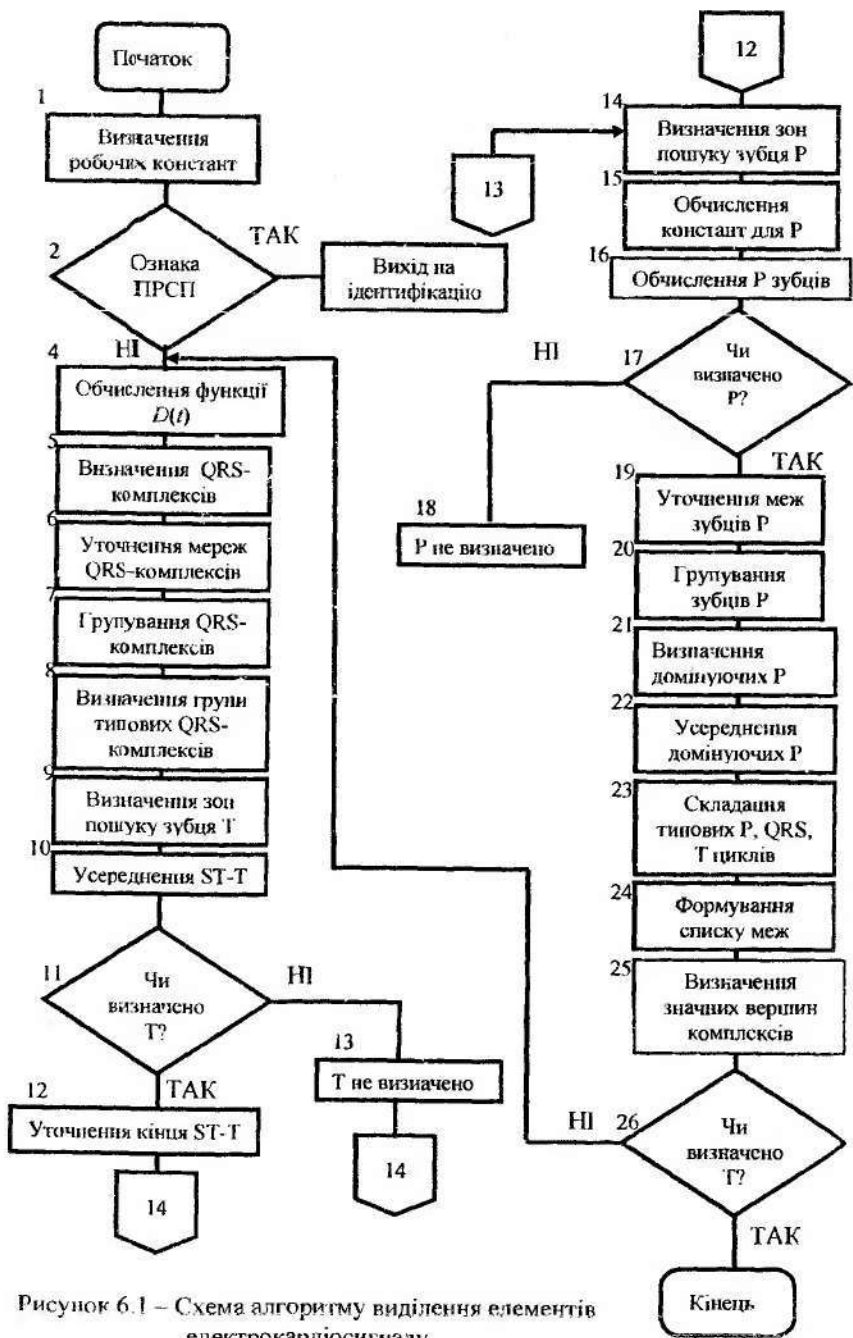 Початок
1
Визначення
робочих констант
2
Ознака
ПРСП
ТАК
Вихід на
ідентифікацію
НІ
4
Обчислення функції
D(t)
5
Визначення QRS-
комплексів
6
Уточнення мереж
QRS-комплексів
7
Групування QRS-
комплексів
8
Визначення групи
типових QRS-
комплексів
9
Визначення зон
пошуку зубця Т
10
Усереднення ST-T
11
Чи
визначено
Т?
НІ
13
Т не визначено
14
ТАК
12
Уточнення кінця ST-T
14
12
14
Визначення зон
пошуку зубця Р
13
15
Обчислення
констант для Р
16
Обчислення Р зубців
17
Чи
визначено
Р?
НІ
18
Р не визначено
ТАК
19
Уточнення меж
зубців Р
20
Групування
зубців Р
21
Визначення
домінуючих Р
22
Усереднення
домінуючих Р
23
Складання
типових Р, QRS,
Т циклів
24
Формування
списку меж
25
Визначення
значних вершин
комплексів
26
Чи
визначено
Т?
НІ
ТАК
Кінець
Рисунок 6.1 – Схема алгоритму виділення елементів
електрокардіосигналу